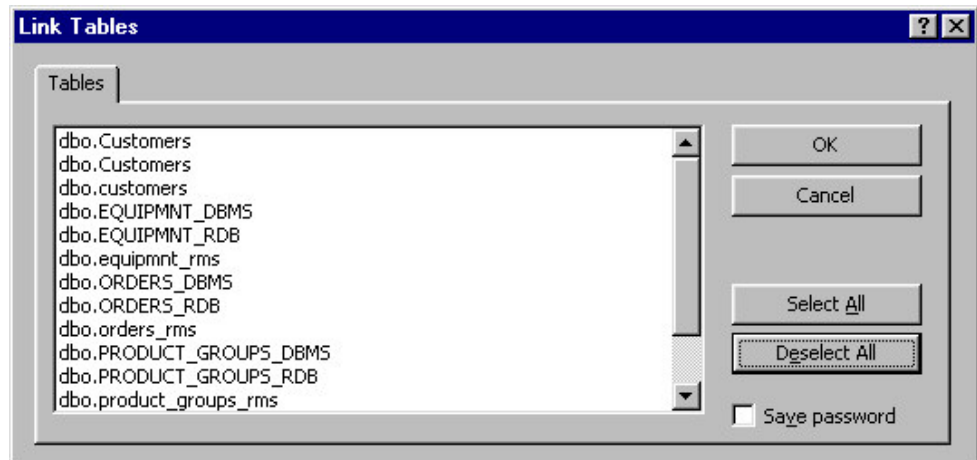 Link Tables
Tables
dbo.Customers
dbo.Customers
dbo.customers
dbo.EQUIPMNT_DBMS
dbo.EQUIPMNT_RDB
dbo.equipmnt_rms
dbo.ORDERS_DBMS
dbo.ORDERS_RDB
dbo.orders_rms
dbo.PRODUCT_GROUPS_DBMS
dbo.PRODUCT_GROUPS_RDB
dbo.product_groups_rms
OK
Cancel
Select All
Deselect All
Save password